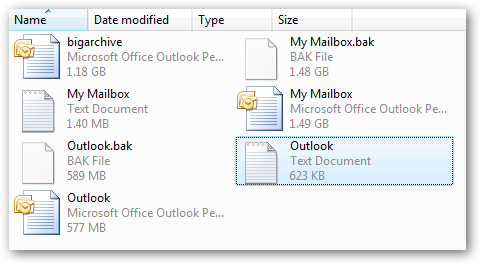 Name Date modified Type Size
bigarchive
Microsoft Office Outlook Pe...
1.18 GB
My Mailbox.bak
BAK File
1.48 GB
My Mailbox
Text Document
1.40 MB
My Mailbox
Microsoft Office Outlook Pe...
1.49 GB
Outlook.bak
BAK File
589 MB
Outlook
Text Document
623 KB
Outlook
Microsoft Office Outlook Pe...
577 MB